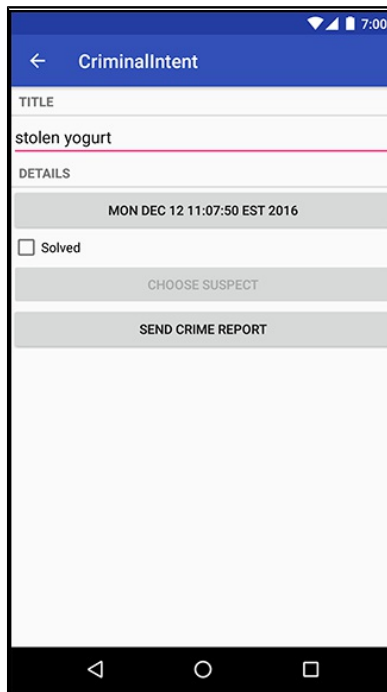 7:00
CriminalIntent
TITLE
stolen yogurt
DETAILS
MON DEC 12 11:07:50 EST 2016
Solved
CHOOSE SUSPECT
SEND CRIME REPORT